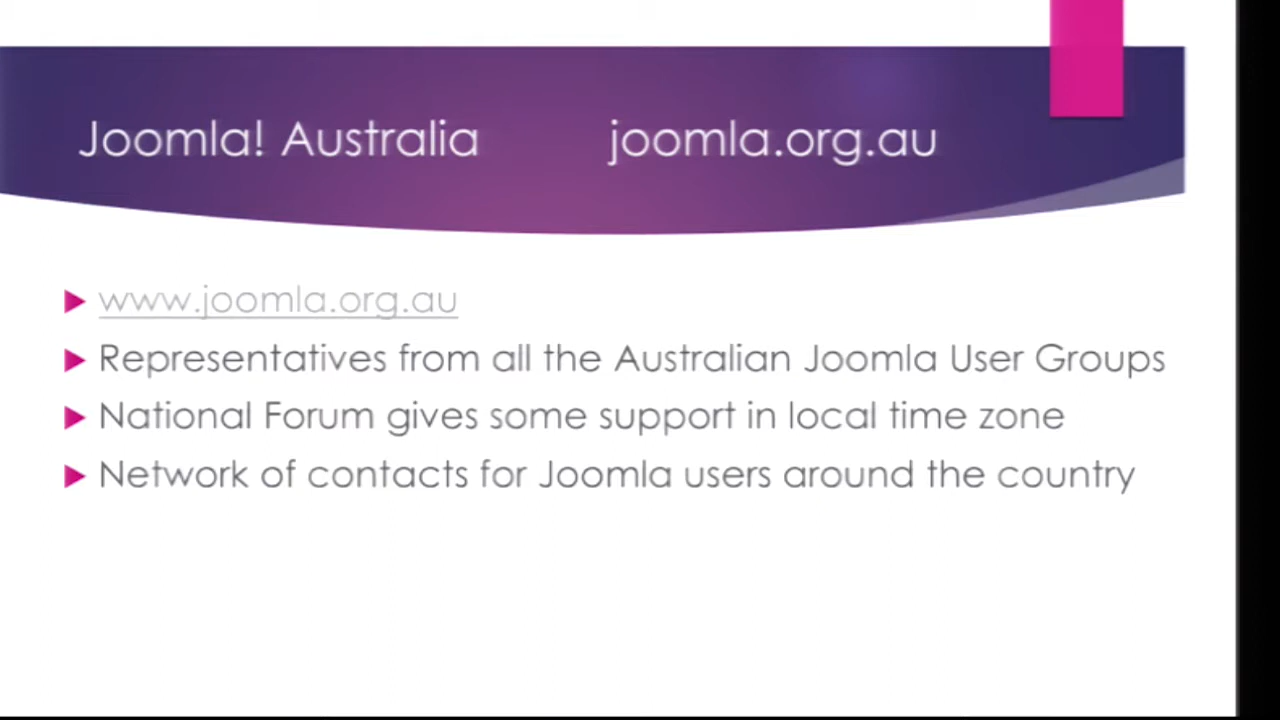 Joomla! Australia joomla.org.au
www.joomla.org.au
Representatives from all the Australian Joomla User Groups
National Forum gives some support in local time zone
Network of contacts for Joomla users around the country